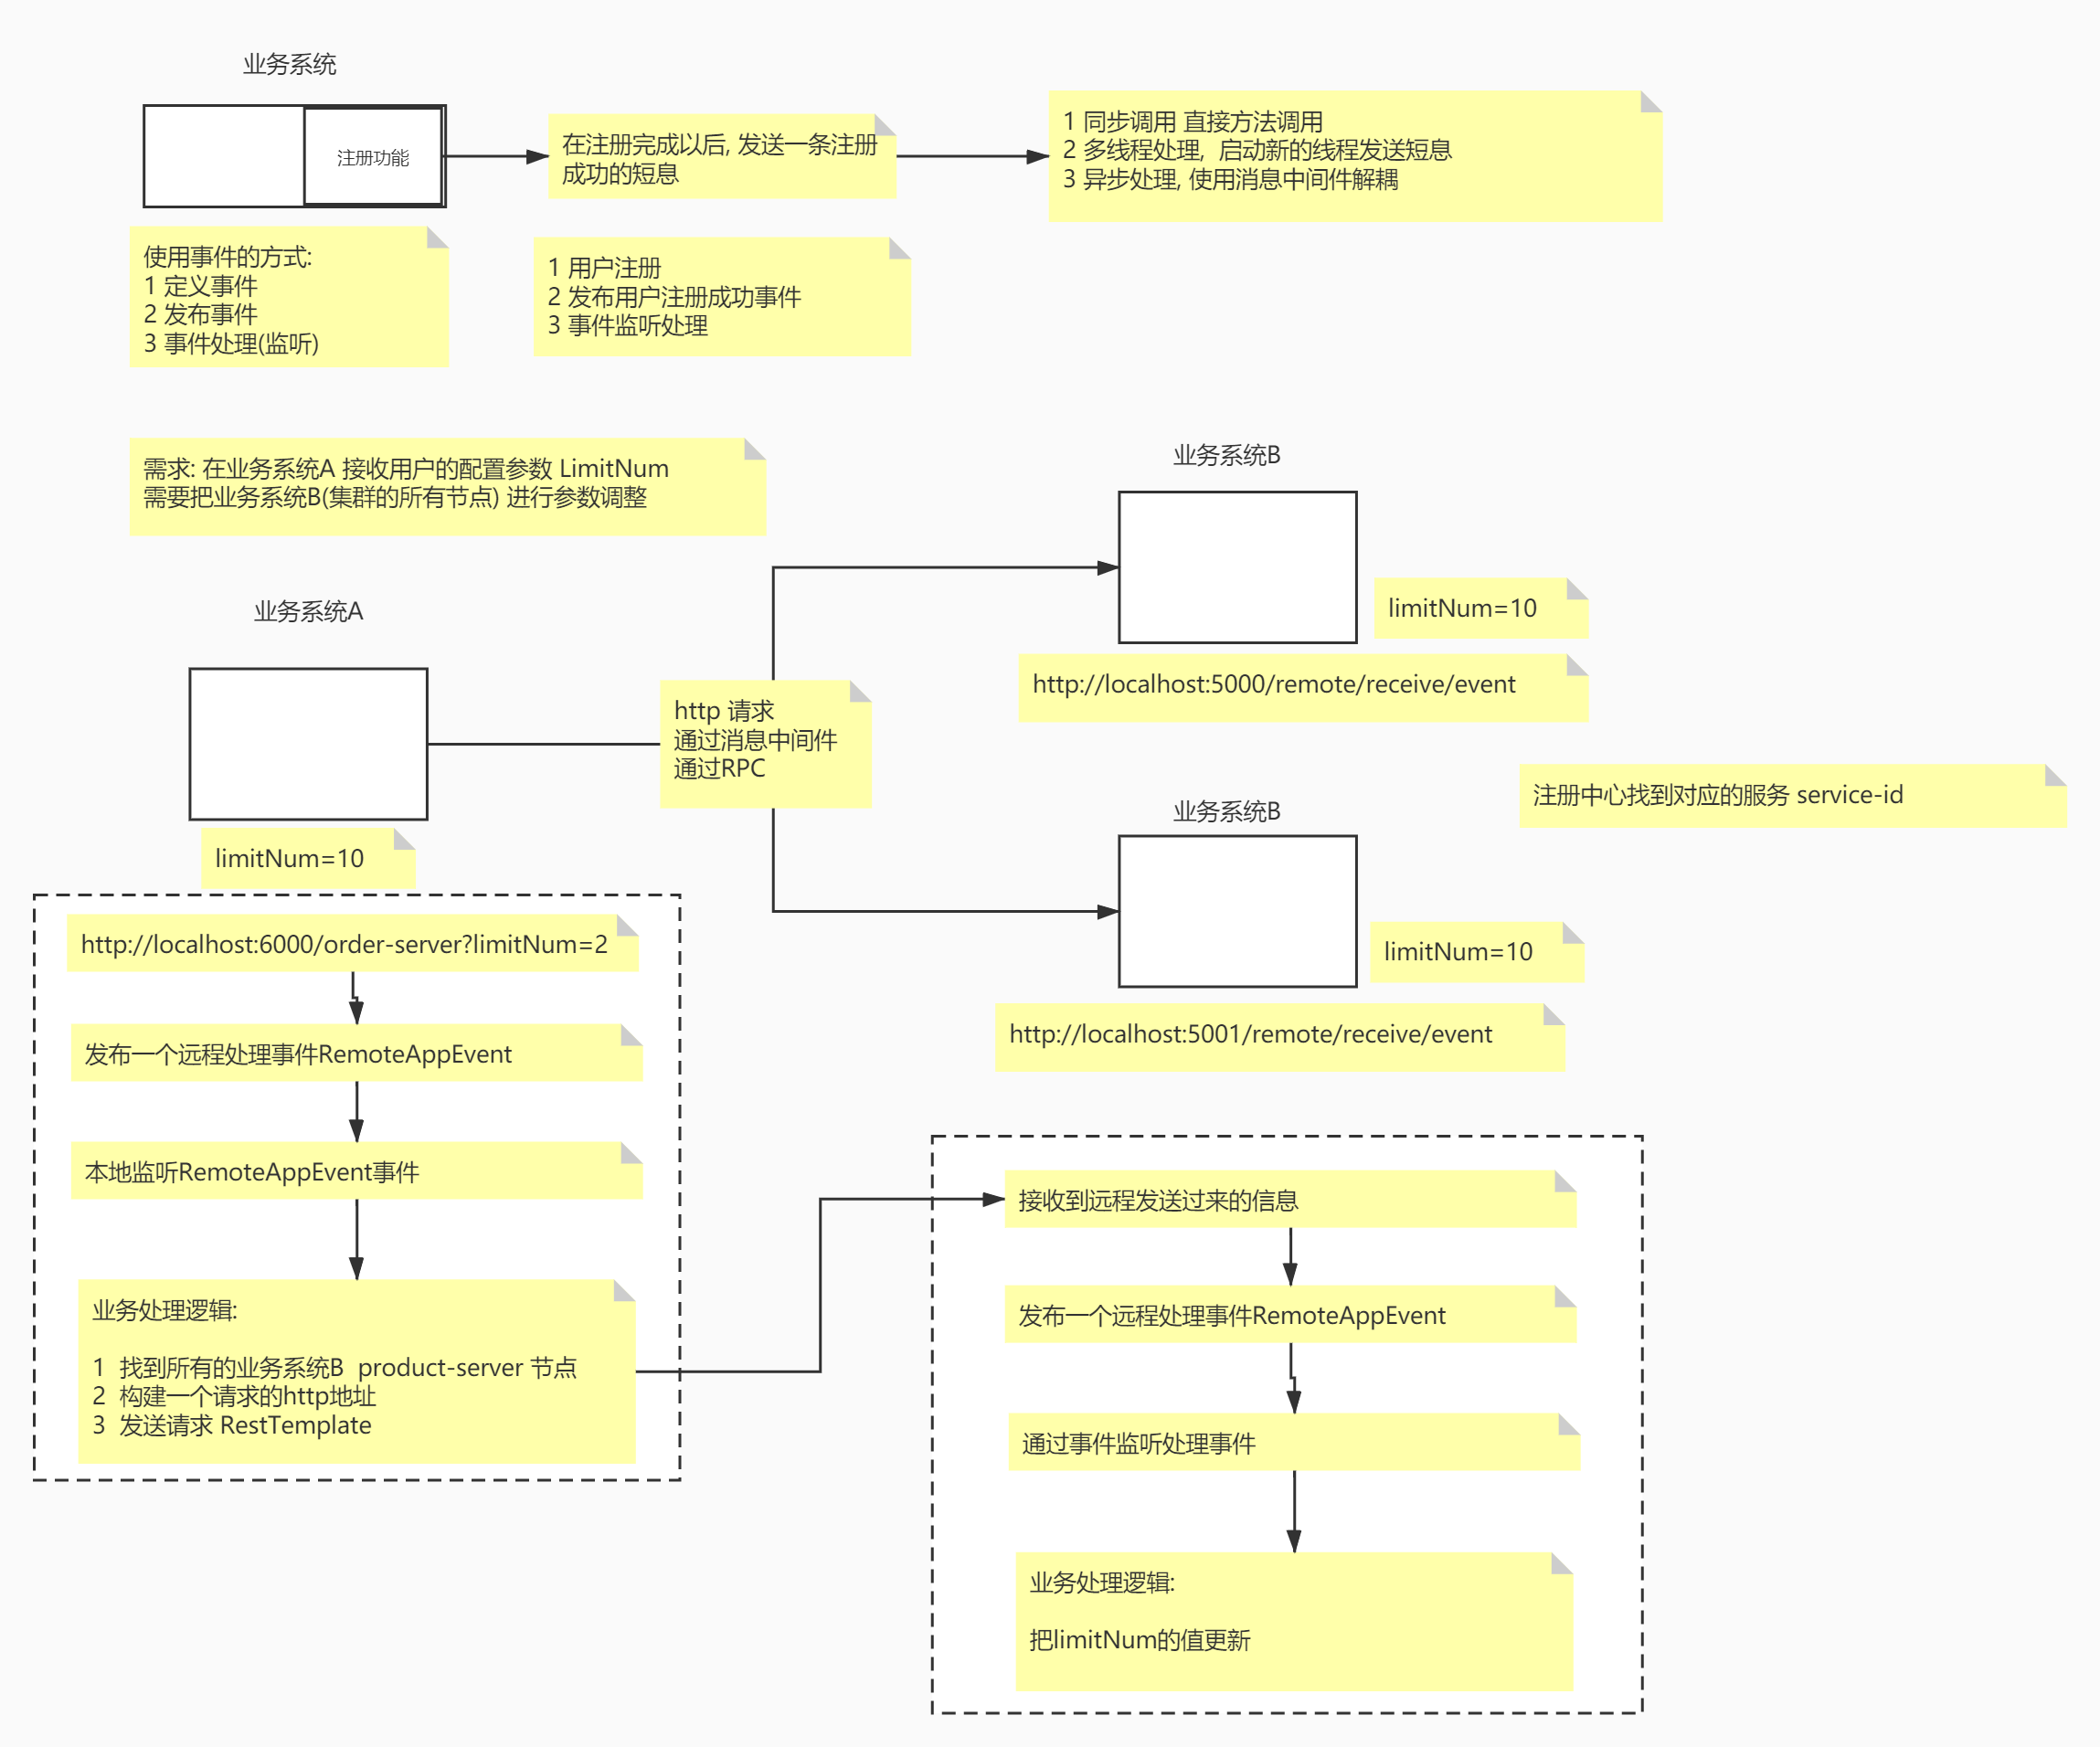 业务系统
注册功能
在注册完成以后, 发送一条注册
成功的短息
1 同步调用 直接方法调用
2 多线程处理, 启动新的线程发送短息
3 异步处理, 使用消息中间件解耦
使用事件的方式:
1 定义事件
2 发布事件
3 事件处理(监听)
1 用户注册
2 发布用户注册成功事件
3 事件监听处理
需求: 在业务系统A 接收用户的配置参数 LimitNum
需要把业务系统B(集群的所有节点) 进行参数调整
业务系统B
limitNum=10
http://localhost:5000/remote/receive/event
业务系统A
http 请求
通过消息中间件
通过RPC
注册中心找到对应的服务 service-id
业务系统B
limitNum=10
limitNum=10
http://localhost:5001/remote/receive/event
http://localhost:6000/order-server?limitNum=2
发布一个远程处理事件RemoteAppEvent
本地监听RemoteAppEvent事件
业务处理逻辑:
1 找到所有的业务系统B product-server 节点
2 构建一个请求的http地址
3 发送请求 RestTemplate
接收到远程发送过来的信息
发布一个远程处理事件RemoteAppEvent
通过事件监听处理事件
业务处理逻辑:
把limitNum的值更新